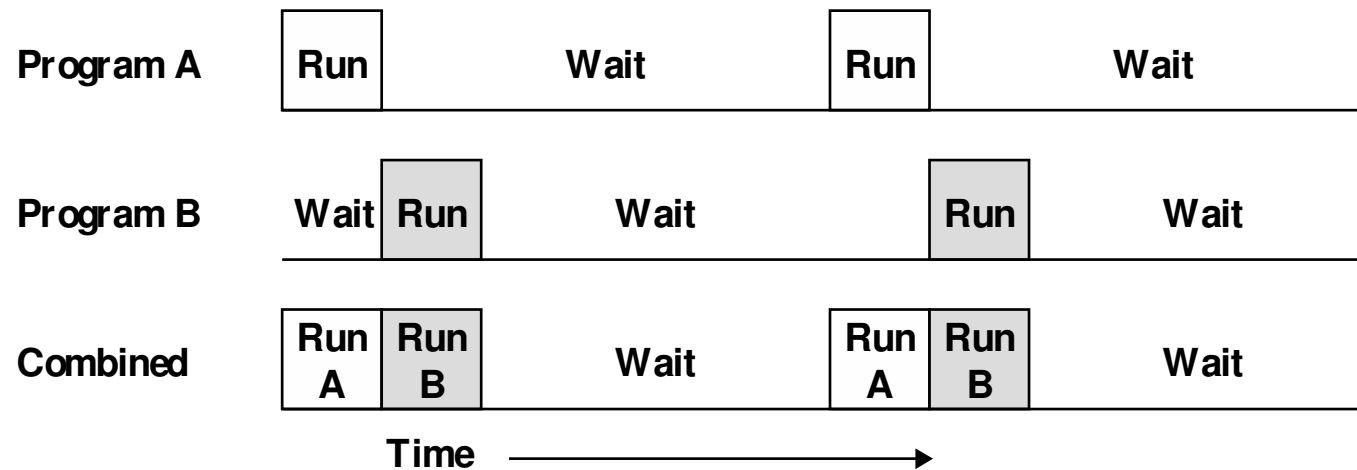 Program A Run Wait Run Wait
Program B Wait Run Wait Run Wait
Combined Run A Run B Wait Run A Run B Wait
Time